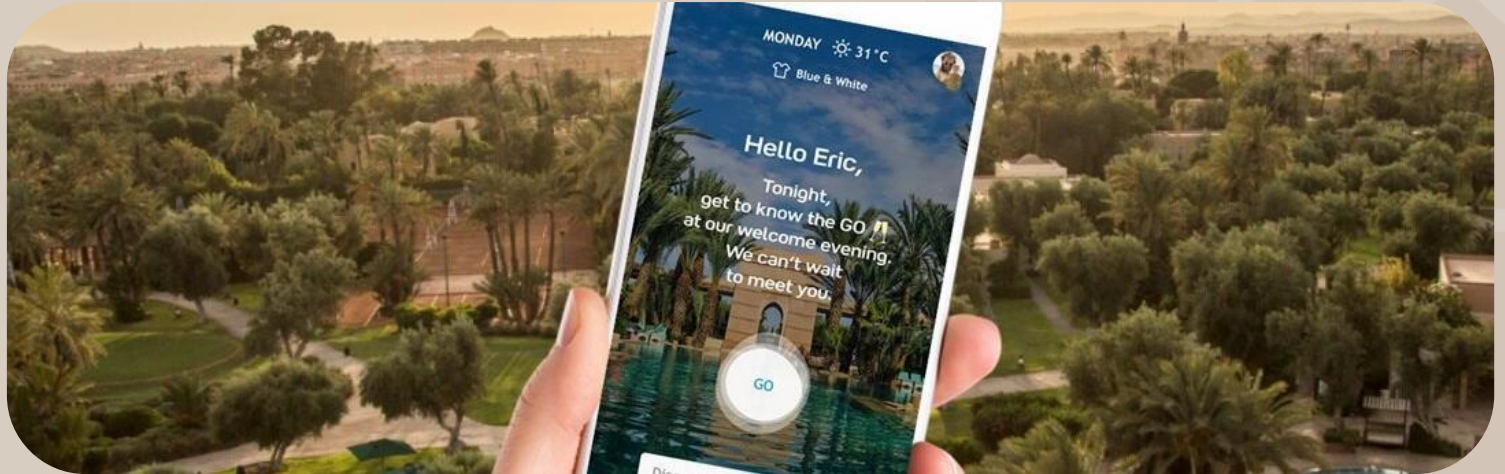 MONDAY 31°C
Blue & White
Hello Eric,
Tonight,
get to know the GO 🥂
at our welcome evening.
We can't wait
to meet you.
GO